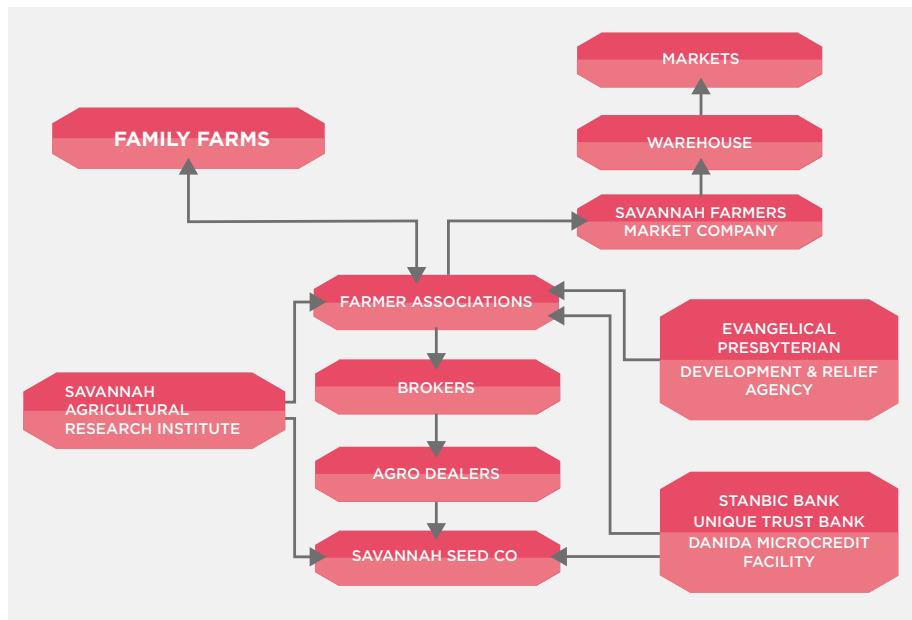 MARKETS
FAMILY FARMS
WAREHOUSE
SAVANNAH FARMERS
MARKET COMPANY
FARMER ASSOCIATIONS
EVANGELICAL
PRESBYTERIAN
DEVELOPMENT & RELIEF
AGENCY
BROKERS
SAVANNAH
AGRICULTURAL
RESEARCH INSTITUTE
AGRO DEALERS
STANBIC BANK
UNIQUE TRUST BANK
DANIDA MICROCREDIT
FACILITY
SAVANNAH SEED CO